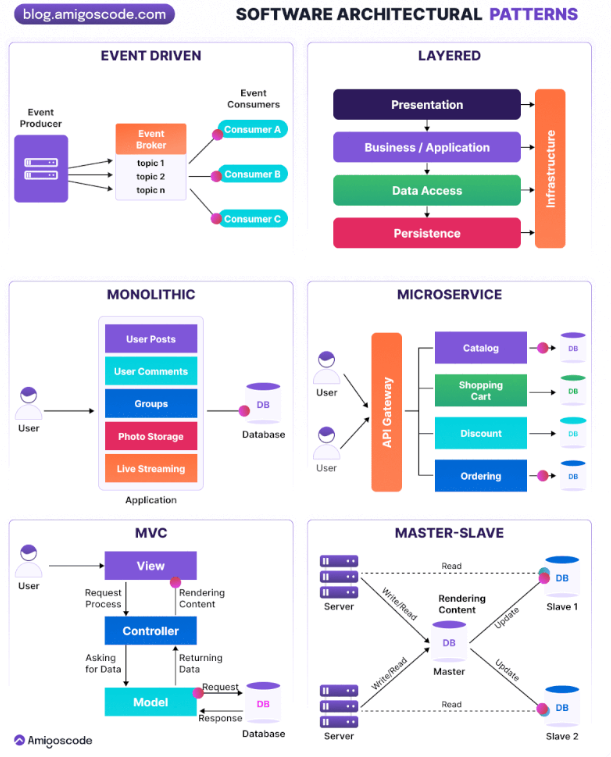 blog.amigoscode.com
SOFTWARE ARCHITECTURAL PATTERNS
EVENT DRIVEN
Event
Producer
Event
Broker
topic 1
topic 2
topic n
Event
Consumers
Consumer A
Consumer B
Consumer C
LAYERED
Presentation
Business / Application
Data Access
Persistence
Infrastructure
MONOLITHIC
User
User Posts
User Comments
Groups
Photo Storage
Live Streaming
Application
DB
Database
MICROSERVICE
User
User
API Gateway
Catalog
DB
Shopping
Cart
DB
Discount
DB
Ordering
DB
MVC
User
View
Request
Process
Rendering
Content
Controller
Asking
for Data
Returning
Data
Model
Request
Response
DB
Database
MASTER-SLAVE
Server
Read
DB
Slave 1
Write/Read
Rendering
Content
Update
DB
Master
Write/Read
Update
Server
Read
DB
Slave 2
Amigoscode